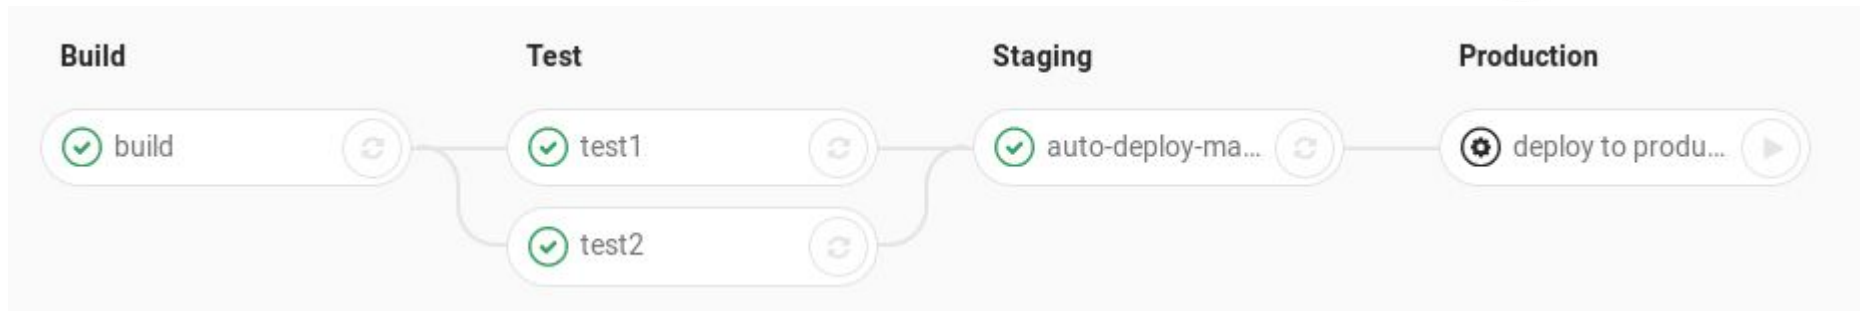 Build
Test
Staging
Production
build
test1
auto-deploy-ma...
deploy to produ...
test2